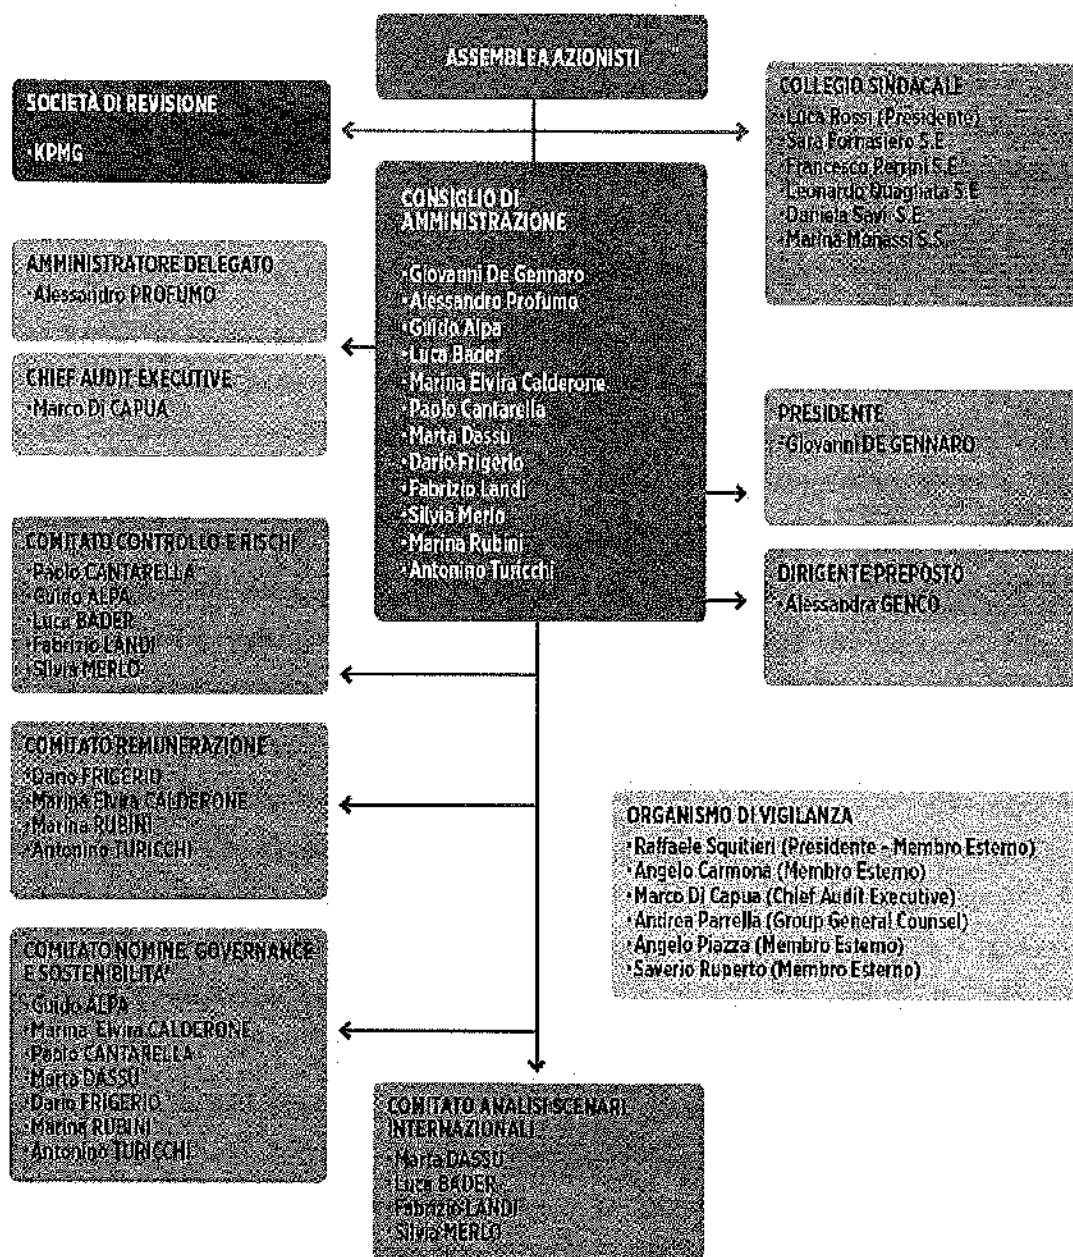 ASSEMBLEA AZIONISTI
SOCIETÀ DI REVISIONE
•KPMG
COLLEGIO SINDACALE
•Luca Rossi (Presidente)
•Sara Fornasiero S.E
•Francesco Perrini S.E
•Leonardo Quagliata S.E
•Daniela Savi S.E.
•Marina Monassi S.S.
CONSIGLIO DI
AMMINISTRAZIONE
•Giovanni De Gennaro
•Alessandro Profumo
•Guido Alpa
•Luca Bader
•Marina Elvira Calderone
•Paolo Cantarella
•Marta Dassù
•Dario Frigerio
•Fabrizio Landi
•Silvia Merlo
•Marina Rubini
•Antonino Turicchi
AMMINISTRATORE DELEGATO
•Alessandro PROFUMO
CHIEF AUDIT EXECUTIVE
•Marco Di CAPUA
PRESIDENTE
•Giovanni DE GENNARO
DIRIGENTE PREPOSTO
•Alessandra GENCO
COMITATO CONTROLLO E RISCHI
•Paolo CANTARELLA
•Guido ALPA
•Luca BADER
•Fabrizio LANDI
•Silvia MERLO
COMITATO REMUNERAZIONE
•Dario FRIGERIO
•Marina Elvira CALDERONE
•Marina RUBINI
•Antonino TURICCHI
ORGANISMO DI VIGILANZA
•Raffaele Squitieri (Presidente - Membro Esterno)
•Angelo Carmona (Membro Esterno)
•Marco Di Capua (Chief Audit Executive)
•Andrea Parrella (Group General Counsel)
•Angelo Piazza (Membro Esterno)
•Saverio Ruperto (Membro Esterno)
COMITATO NOMINE, GOVERNANCE
E SOSTENIBILITA'
•Guido ALPA
•Marina Elvira CALDERONE
•Paolo CANTARELLA
•Marta DASSU'
•Dario FRIGERIO
•Marina RUBINI
•Antonino TURICCHI
COMITATO ANALISI SCENARI
INTERNAZIONALI
•Marta DASSU'
•Luca BADER
•Fabrizio LANDI
•Silvia MERLO